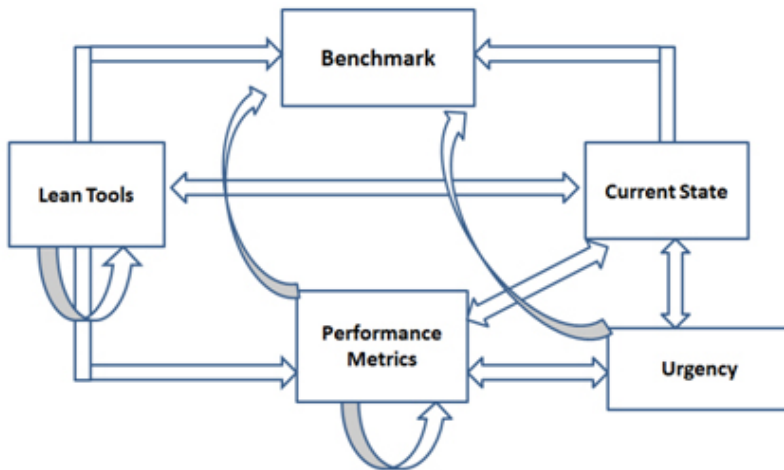 Benchmark
Lean Tools
Current State
Performance
Metrics
Urgency